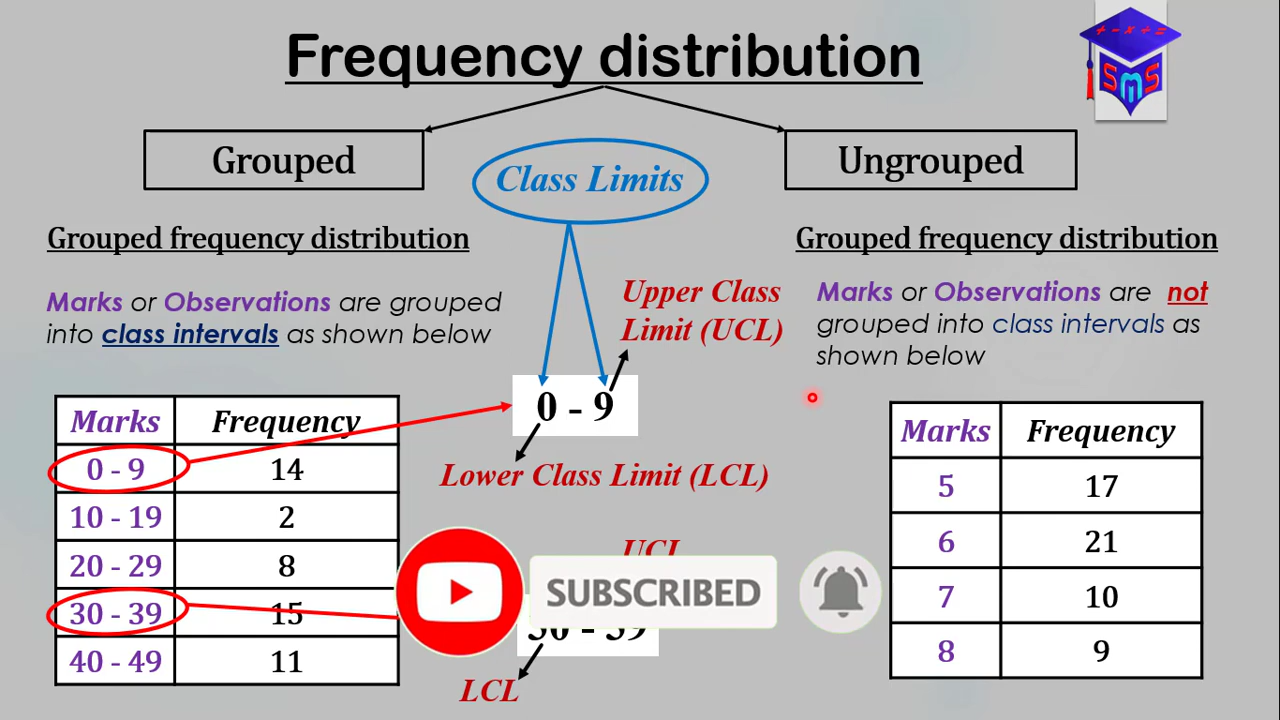 Frequency distribution
+ - × ÷ =
SMS
Grouped
Class Limits
Ungrouped
Grouped frequency distribution
Marks or Observations are grouped
into class intervals as shown below
Marks Frequency
0 - 9 14
10 - 19 2
20 - 29 8
30 - 39 15
40 - 49 11
Upper Class
Limit (UCL)
0 - 9
Lower Class Limit (LCL)
UCL
SUBSCRIBED
30 - 39
LCL
Grouped frequency distribution
Marks or Observations are not
grouped into class intervals as
shown below
Marks Frequency
5 17
6 21
7 10
8 9